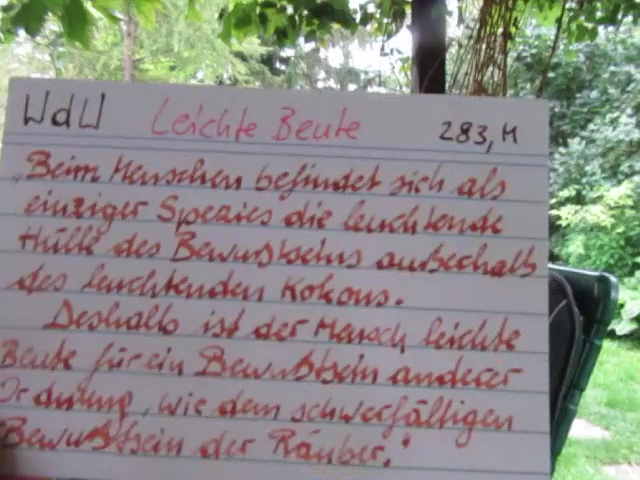 WdW Leichte Beute 283, M
„Beim Menschen befindet sich als
einziger Spezies die leuchtende
Hülle des Bewußtseins außerhalb
des leuchtenden Kokons.
Deshalb ist der Mensch leichte
Beute für ein Bewußtsein anderer
Ordnung, wie dem schwerfälligen
Bewußtsein der Räuber."